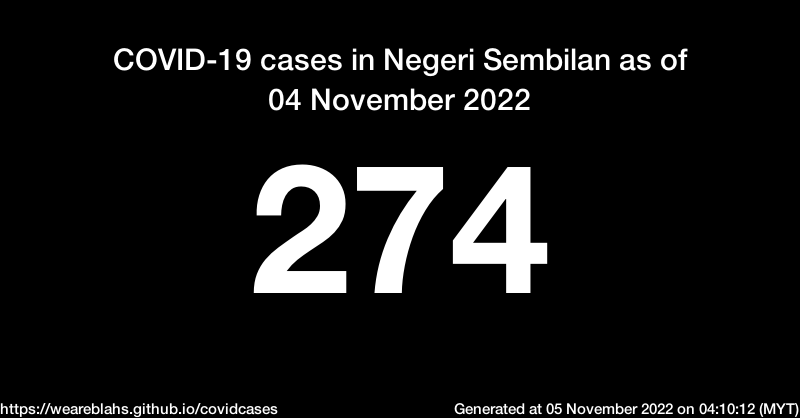 COVID-19 cases in Negeri Sembilan as of
04 November 2022
274
https://weareblahs.github.io/covidcases
Generated at 05 November 2022 on 04:10:12 (MYT)